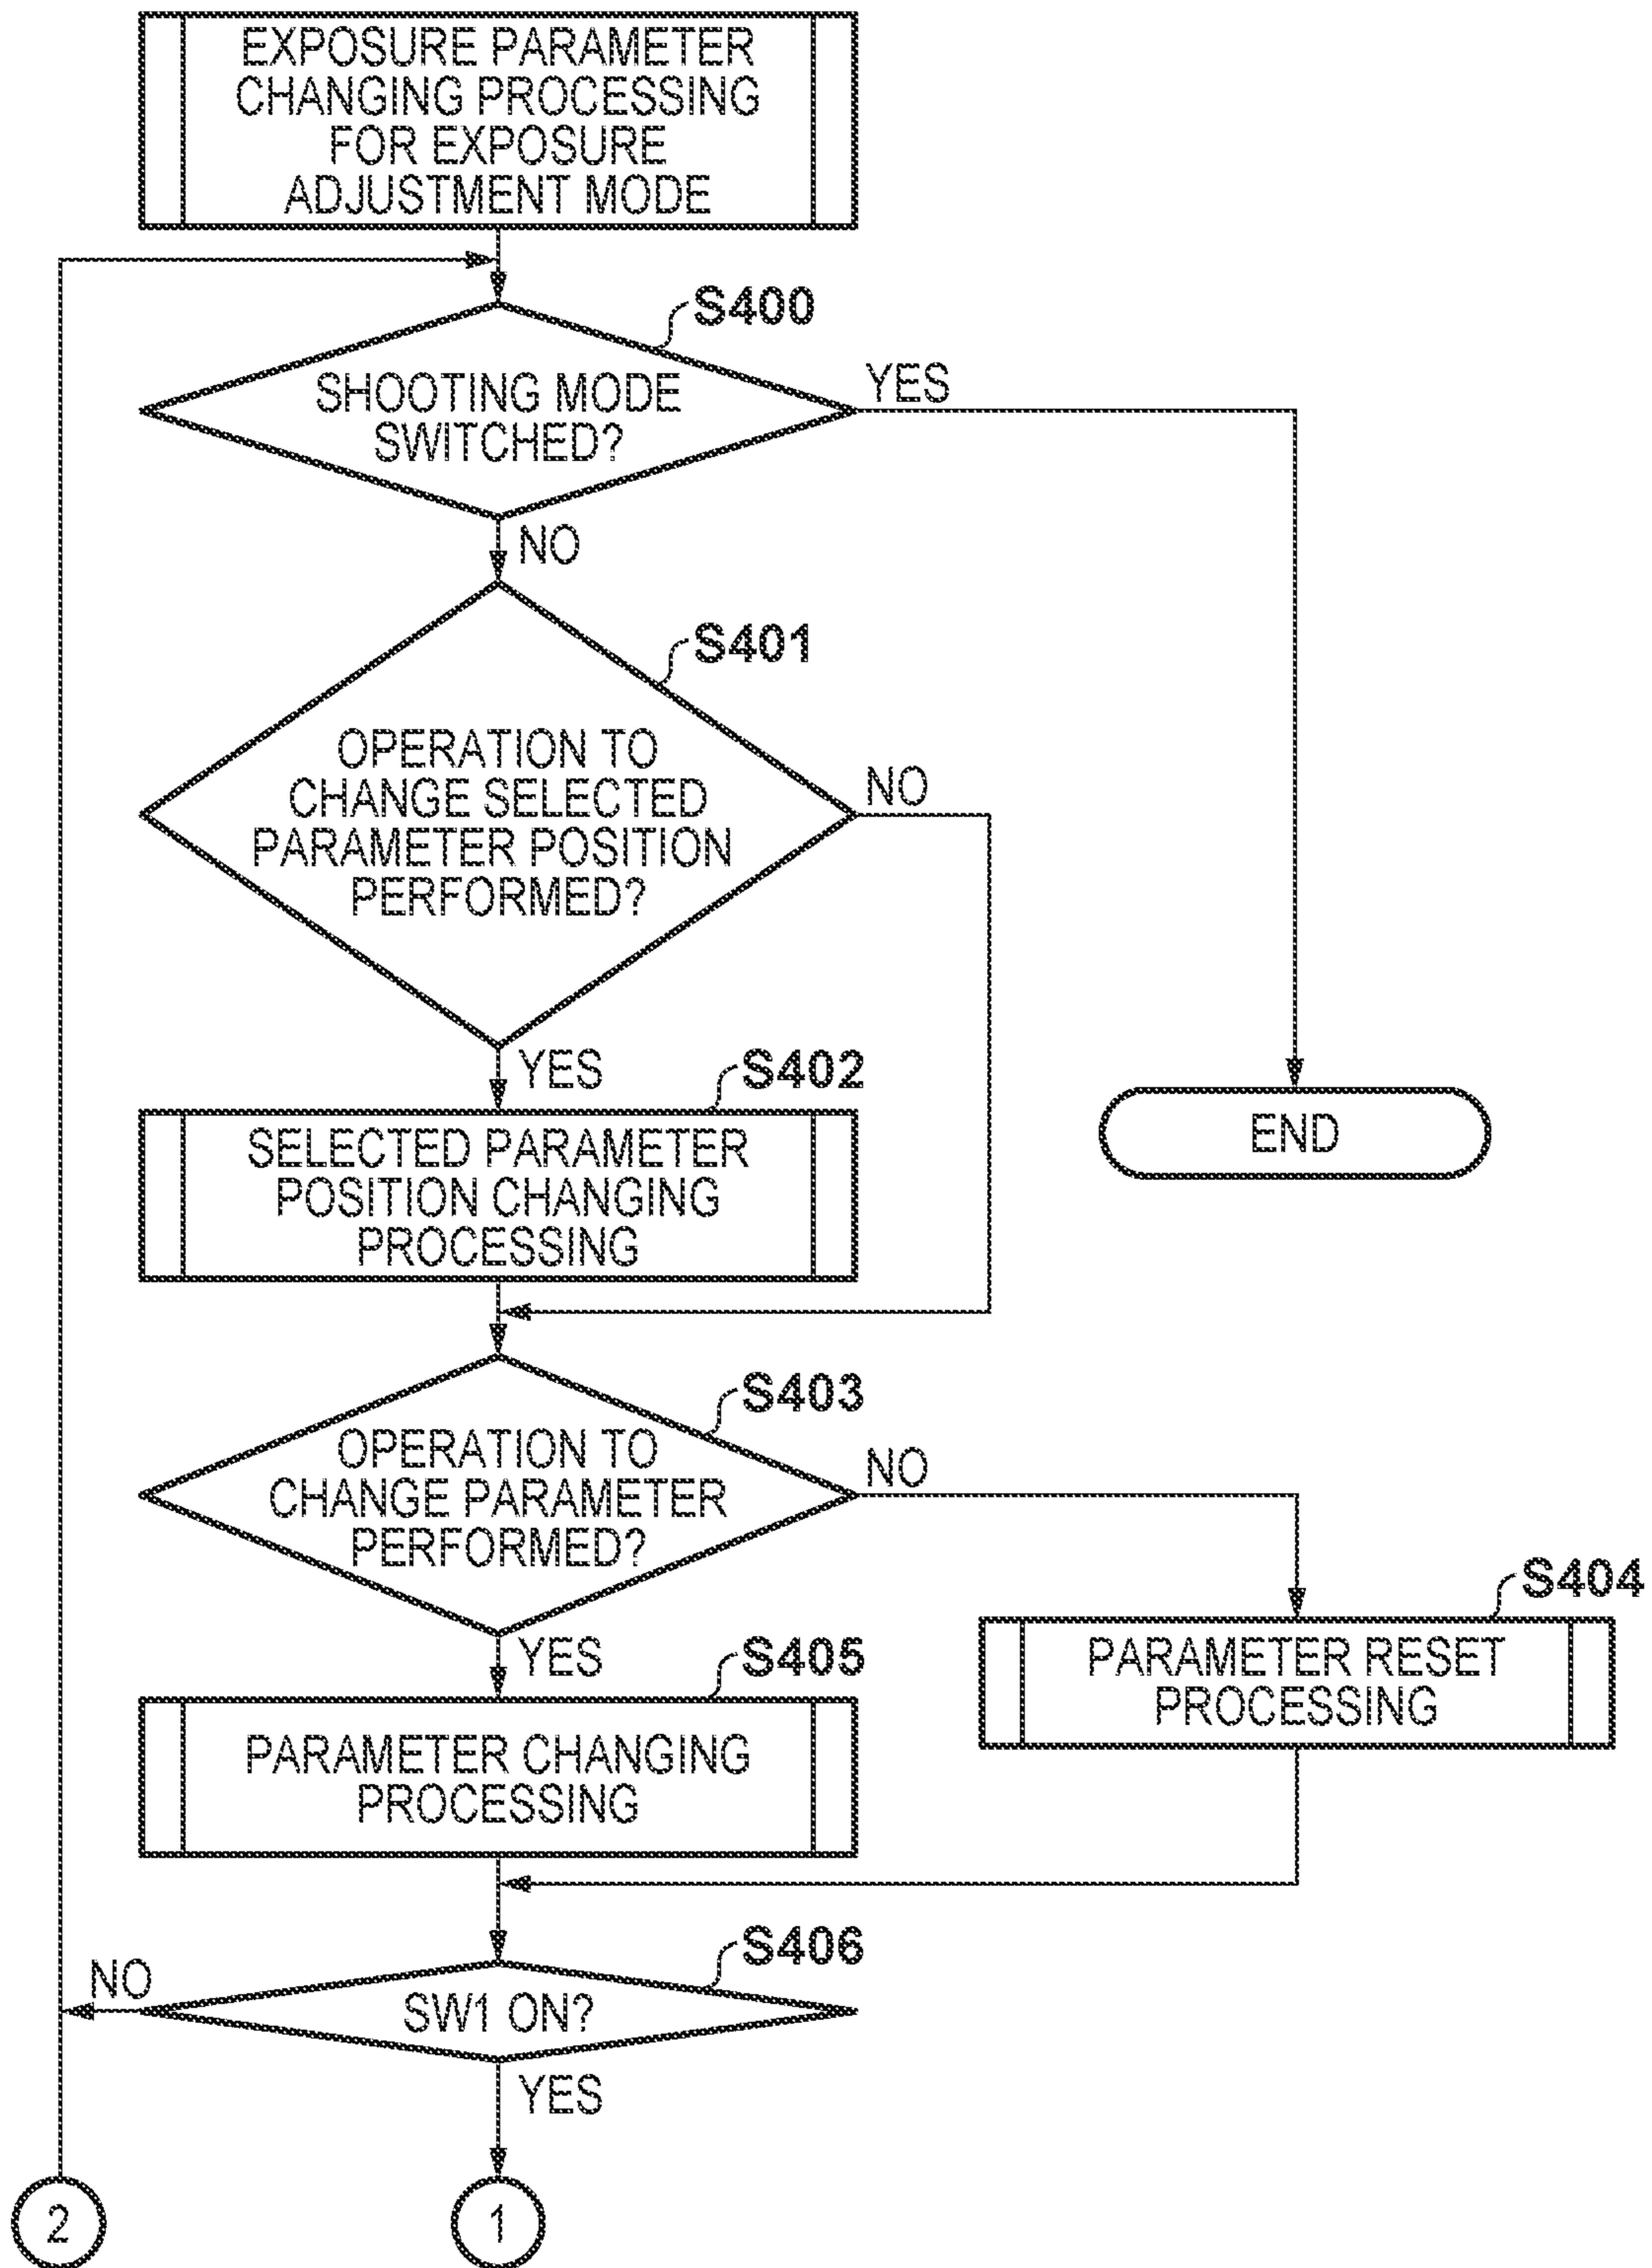 EXPOSURE PARAMETER
CHANGING PROCESSING
FOR EXPOSURE
ADJUSTMENT MODE
S400
SHOOTING MODE
SWITCHED?
YES
NO
S401
OPERATION TO
CHANGE SELECTED
PARAMETER POSITION
PERFORMED?
NO
YES
S402
SELECTED PARAMETER
POSITION CHANGING
PROCESSING
END
S403
OPERATION TO
CHANGE PARAMETER
PERFORMED?
NO
S404
PARAMETER RESET
PROCESSING
YES
S405
PARAMETER CHANGING
PROCESSING
S406
NO
SW1 ON?
YES
2
1